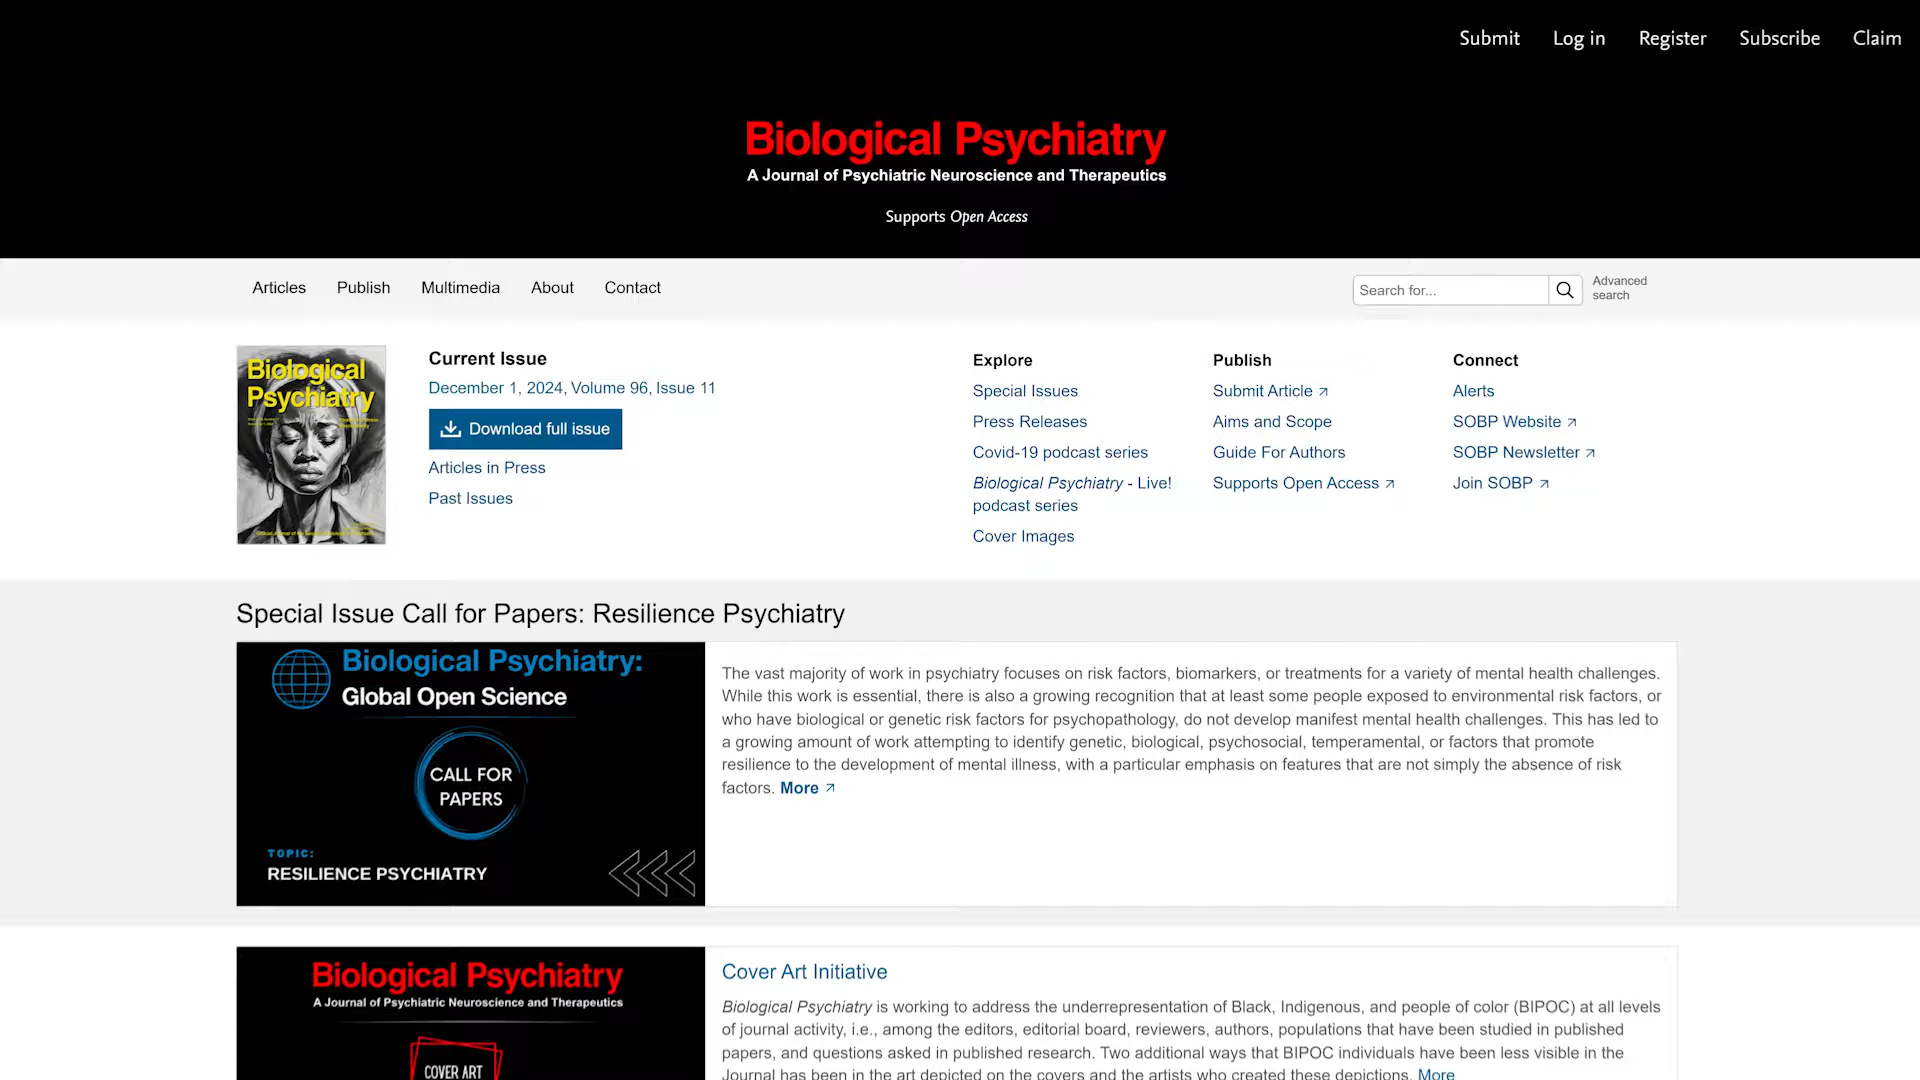 Submit Log in Register Subscribe Claim
Biological Psychiatry
A Journal of Psychiatric Neuroscience and Therapeutics
Supports Open Access
Articles Publish Multimedia About Contact
Search for...
Advanced
search
Biological
Psychiatry
Current Issue
December 1, 2024, Volume 96, Issue 11
Download full issue
Articles in Press
Past Issues
Explore
Special Issues
Press Releases
Covid-19 podcast series
Biological Psychiatry - Live!
podcast series
Cover Images
Publish
Submit Article
Aims and Scope
Guide For Authors
Supports Open Access
Connect
Alerts
SOBP Website
SOBP Newsletter
Join SOBP
Special Issue Call for Papers: Resilience Psychiatry
Biological Psychiatry:
Global Open Science
CALL FOR
PAPERS
TOPIC:
RESILIENCE PSYCHIATRY
The vast majority of work in psychiatry focuses on risk factors, biomarkers, or treatments for a variety of mental health challenges.
While this work is essential, there is also a growing recognition that at least some people exposed to environmental risk factors, or
who have biological or genetic risk factors for psychopathology, do not develop manifest mental health challenges. This has led to
a growing amount of work attempting to identify genetic, biological, psychosocial, temperamental, or factors that promote
resilience to the development of mental illness, with a particular emphasis on features that are not simply the absence of risk
factors. More
Biological Psychiatry
A Journal of Psychiatric Neuroscience and Therapeutics
COVER ART
Cover Art Initiative
Biological Psychiatry is working to address the underrepresentation of Black, Indigenous, and people of color (BIPOC) at all levels
of journal activity, i.e., among the editors, editorial board, reviewers, authors, populations that have been studied in published
papers, and questions asked in published research. Two additional ways that BIPOC individuals have been less visible in the
Journal has been in the art depicted on the covers and the artists who created these depictions. More